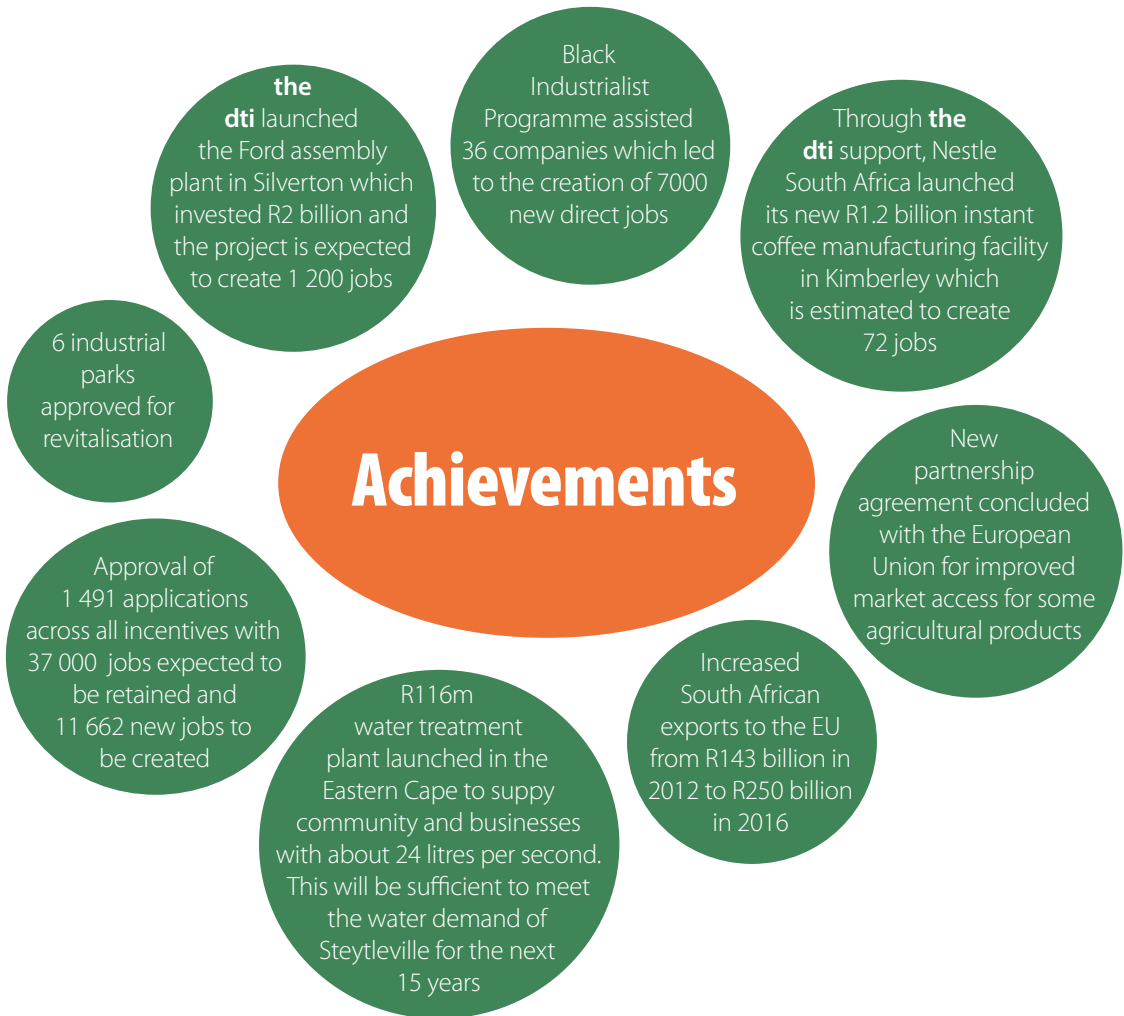 Achievements
the
dti launched
the Ford assembly
plant in Silverton which
invested R2 billion and
the project is expected
to create 1 200 jobs
Black
Industrialist
Programme assisted
36 companies which led
to the creation of 7000
new direct jobs
Through the
dti support, Nestle
South Africa launched
its new R1.2 billion instant
coffee manufacturing facility
in Kimberley which
is estimated to create
72 jobs
New
partnership
agreement concluded
with the European
Union for improved
market access for some
agricultural products
Increased
South African
exports to the EU
from R143 billion in
2012 to R250 billion
in 2016
R116m
water treatment
plant launched in the
Eastern Cape to suppy
community and businesses
with about 24 litres per second.
This will be sufficient to meet
the water demand of
Steytleville for the next
15 years
Approval of
1 491 applications
across all incentives with
37 000 jobs expected to
be retained and
11 662 new jobs to
be created
6 industrial
parks
approved for
revitalisation